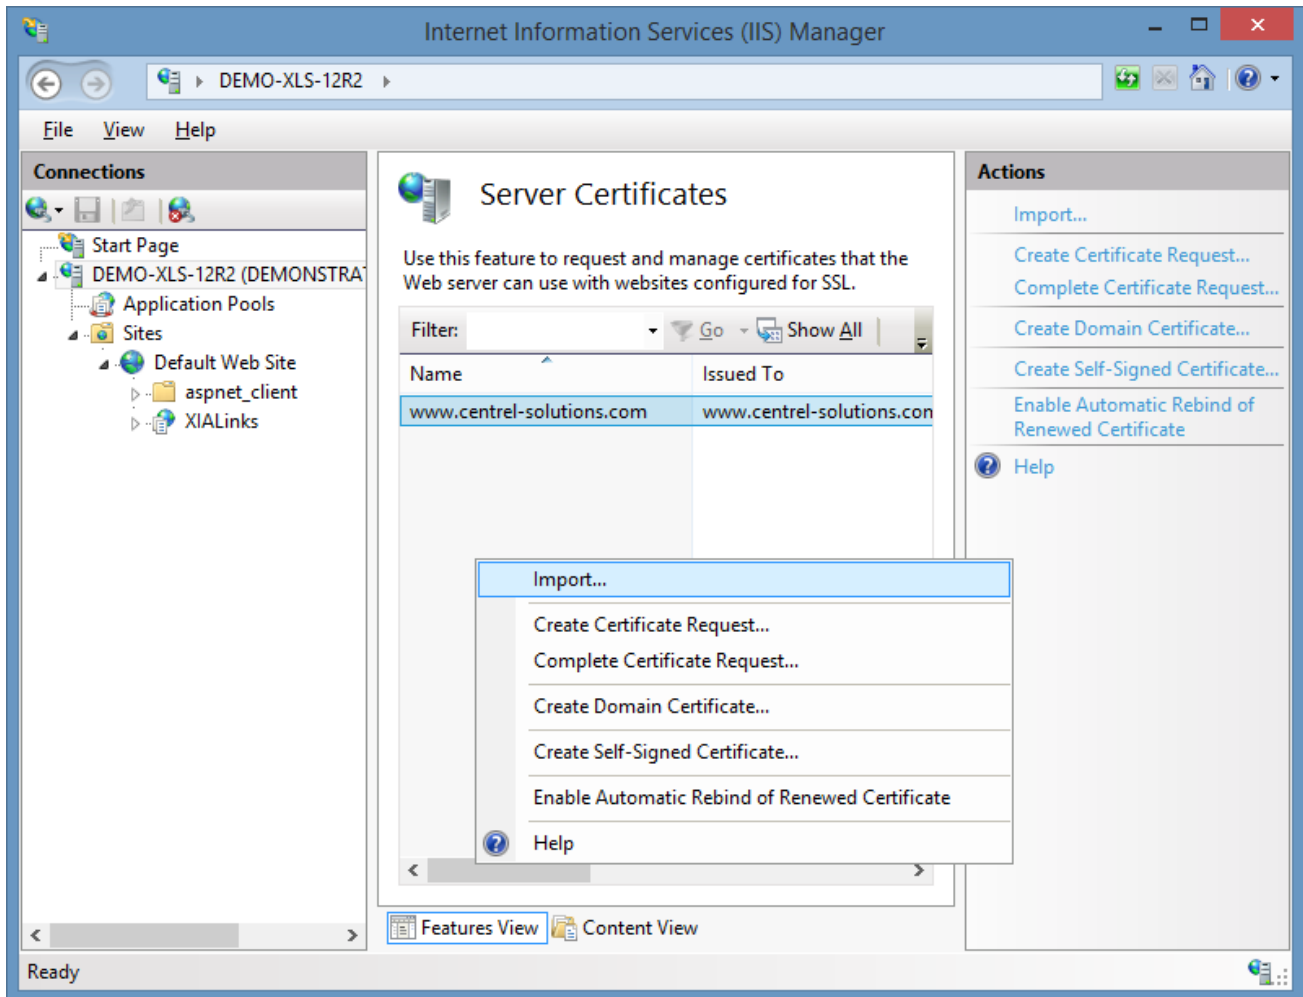 Internet Information Services (IIS) Manager
DEMO-XLS-12R2
File View Help
Connections
Start Page
DEMO-XLS-12R2 (DEMONSTRAT
Application Pools
Sites
Default Web Site
aspnet_client
XIALinks
Server Certificates
Use this feature to request and manage certificates that the
Web server can use with websites configured for SSL.
Filter: Go Show All
Name Issued To
www.centrel-solutions.com www.centrel-solutions.con
Import...
Create Certificate Request...
Complete Certificate Request...
Create Domain Certificate...
Create Self-Signed Certificate...
Enable Automatic Rebind of Renewed Certificate
Help
Features View Content View
Actions
Import...
Create Certificate Request...
Complete Certificate Request...
Create Domain Certificate...
Create Self-Signed Certificate...
Enable Automatic Rebind of
Renewed Certificate
Help
Ready